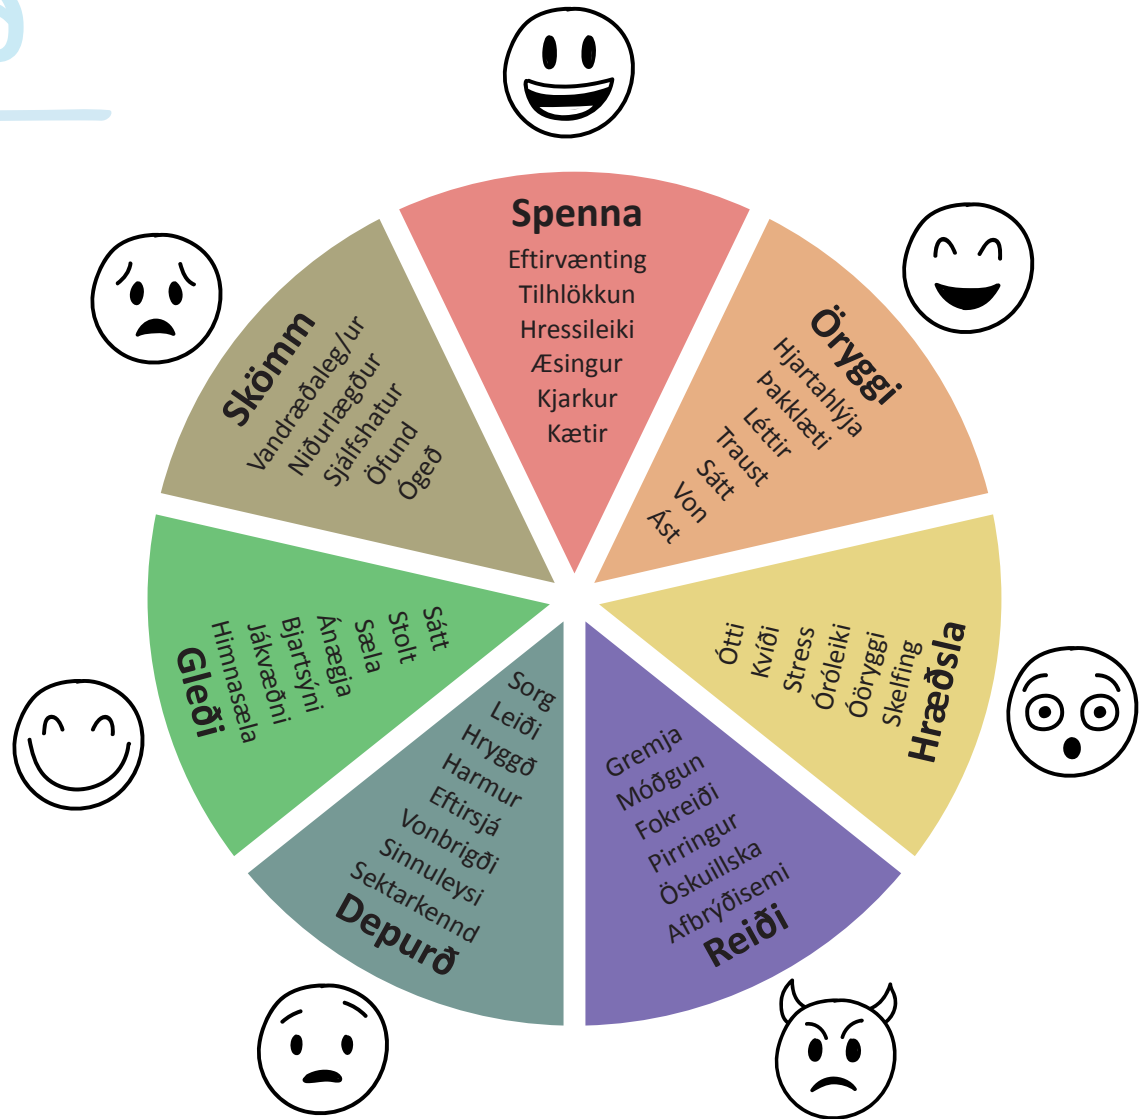 Spenna
Eftirvænting
Tilhlökkun
Hressileiki
Æsingur
Kjarkur
Kætir
Öryggi
Hjartahlýja
Þakklæti
Léttir
Traust
Sátt
Von
Ást
Hræðsla
Skelfing
Óöryggi
Óróleiki
Stress
Kvíði
Ótti
Gremja
Móðgun
Fokreiði
Pirringur
Öskuillska
Afbrýðisemi
Reiði
Sorg
Leiði
Hryggð
Harmur
Eftirsjá
Vonbrigði
Sinnuleysi
Sektarkennd
Depurð
Gleði
Himnasæla
Jákvæðni
Bjartsýni
Ánægja
Sæla
Stolt
Sátt
Skömm
Vandræðaleg/ur
Niðurlægður
Sjálfshatur
Öfund
Ógeð